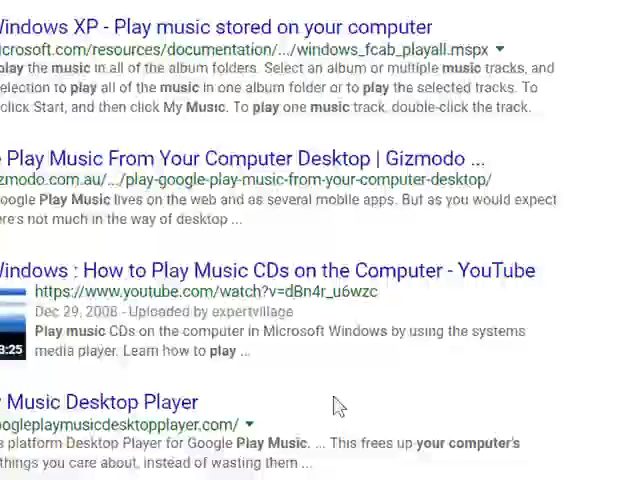 indows XP - Play music stored on your computer
icrosoft.com/resources/documentation/.../windows_fcab_playall.mspx
play the music in all of the album folders. Select an album or multiple music tracks, and
election to play all of the music in one album folder or to play the selected tracks. To
click Start, and then click My Music. To play one music track, double-click the track.
Play Music From Your Computer Desktop | Gizmodo ...
zmodo.com.au/.../play-google-play-music-from-your-computer-desktop/
oogle Play Music lives on the web and as several mobile apps. But as you would expect
ere's not much in the way of desktop ...
Windows : How to Play Music CDs on the Computer - YouTube
https://www.youtube.com/watch?v=dBn4r_u6wzc
Dec 29, 2008 - Uploaded by expertvillage
Play music CDs on the computer in Microsoft Windows by using the systems
3:25 media player. Learn how to play ...
Music Desktop Player
oogleplaymusicdesktopplayer.com/
s platform Desktop Player for Google Play Music. ... This frees up your computer's
things you care about, instead of wasting them ...